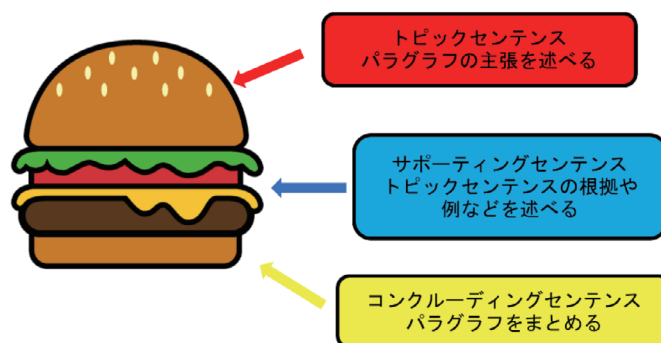 トピックセンテンス
パラグラフの主張を述べる
サポーティングセンテンス
トピックセンテンスの根拠や
例などを述べる
コンクルーディングセンテンス
パラグラフをまとめる